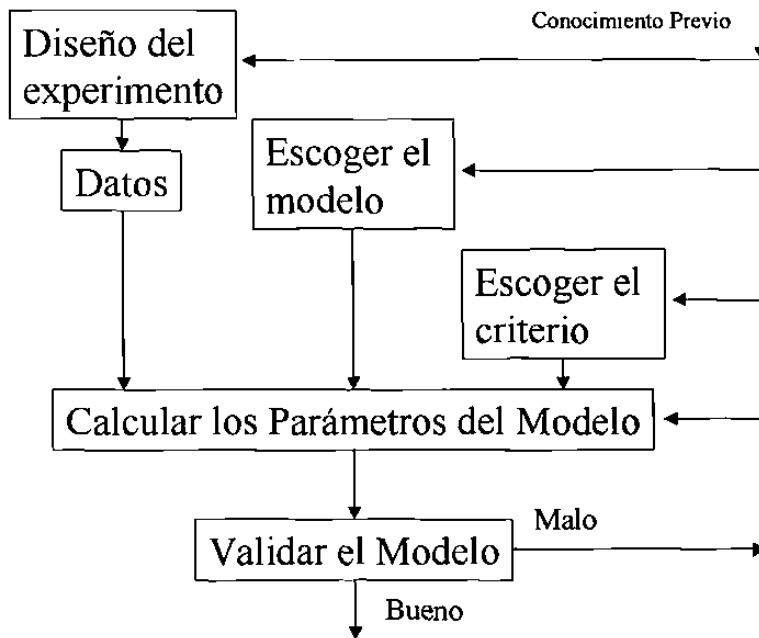 Conocimiento Previo
Diseño del
experimento
Datos
Escoger el
modelo
Escoger el
criterio
Calcular los Parámetros del Modelo
Validar el Modelo
Malo
Bueno